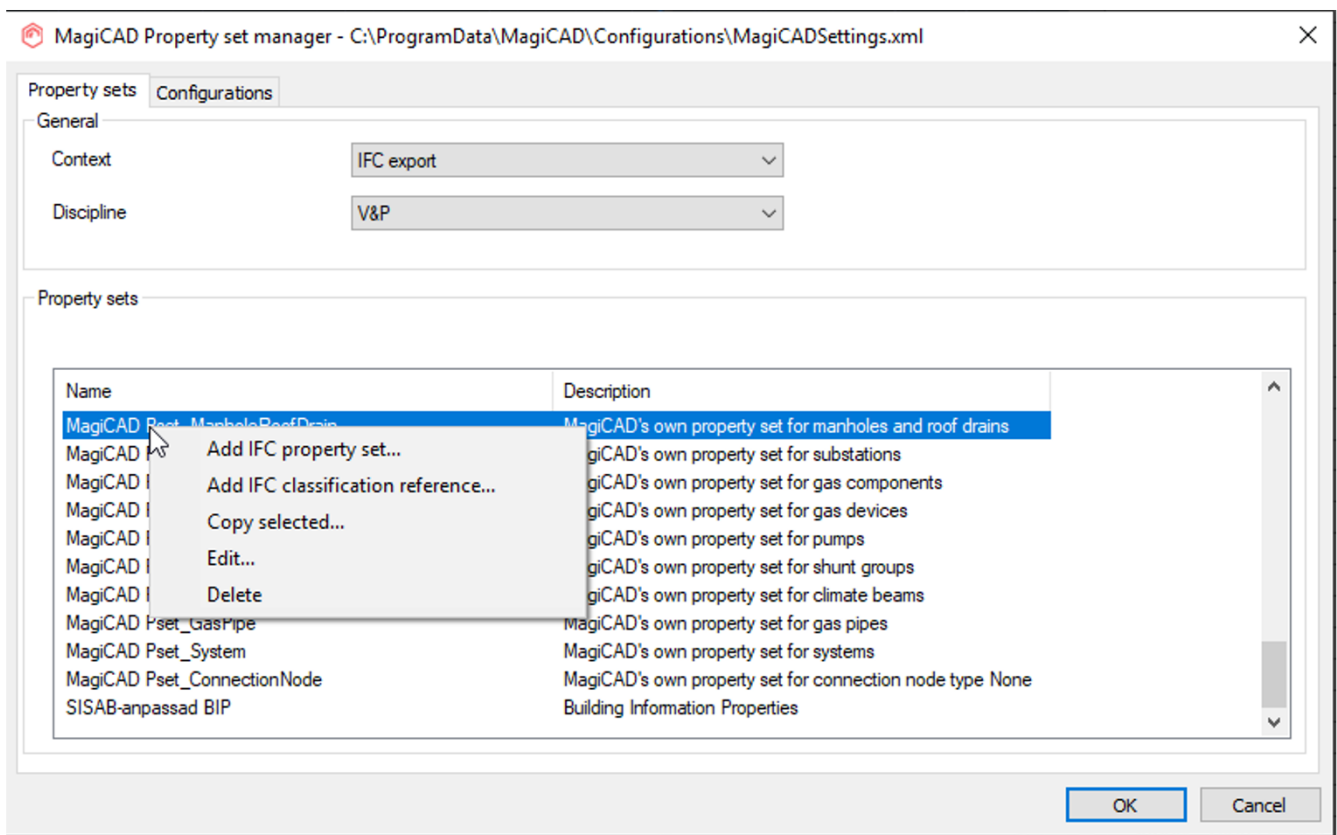 MagiCAD Property set manager - C:\ProgramData\MagiCAD\Configurations\MagiCADSettings.xml
Property sets Configurations
General
Context IFC export
Discipline V&P
Property sets
Name Description
MagiCAD Pset_ManholeRoofDrain MagiCAD's own property set for manholes and roof drains
MagiCAD own property set for substations
MagiCAD own property set for gas components
MagiCAD own property set for gas devices
MagiCAD own property set for pumps
MagiCAD own property set for shunt groups
MagiCAD own property set for climate beams
Add IFC property set...
Add IFC classification reference...
Copy selected...
Edit...
Delete
MagiCAD Pset_GasPipe MagiCAD's own property set for gas pipes
MagiCAD Pset_System MagiCAD's own property set for systems
MagiCAD Pset_ConnectionNode MagiCAD's own property set for connection node type None
SISAB-anpassad BIP Building Information Properties
OK Cancel